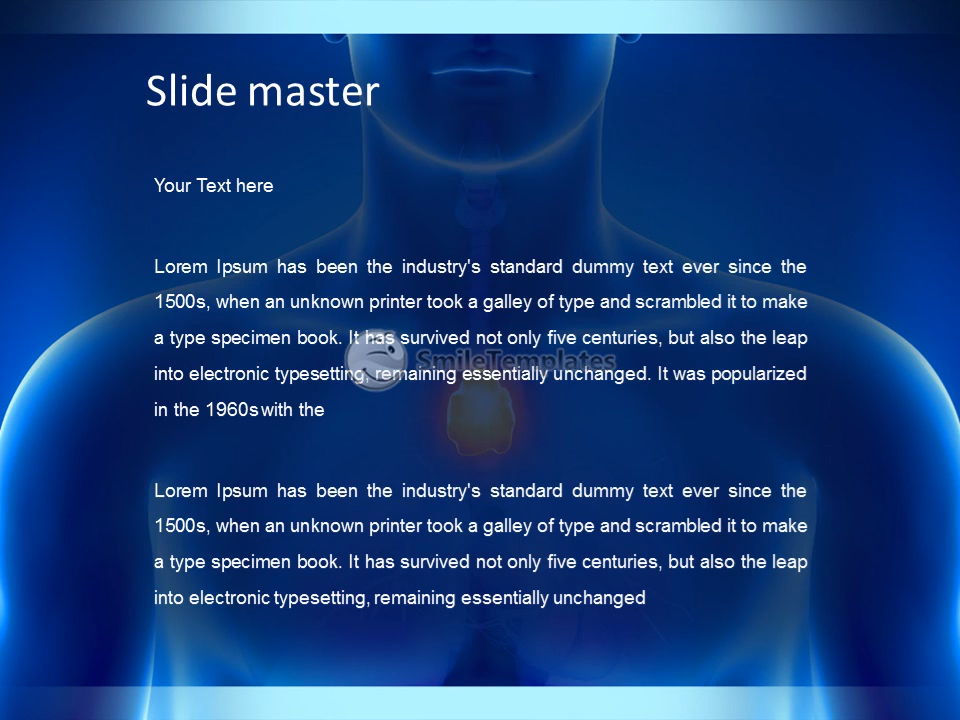 Slide master
Your Text here
Lorem Ipsum has been the industry's standard dummy text ever since the
1500s, when an unknown printer took a galley of type and scrambled it to make
a type specimen book. It has survived not only five centuries, but also the leap
SmileTemplates
into electronic typesetting, remaining essentially unchanged. It was popularized
in the 1960s with the
Lorem Ipsum has been the industry's standard dummy text ever since the
1500s, when an unknown printer took a galley of type and scrambled it to make
a type specimen book. It has survived not only five centuries, but also the leap
into electronic typesetting, remaining essentially unchanged